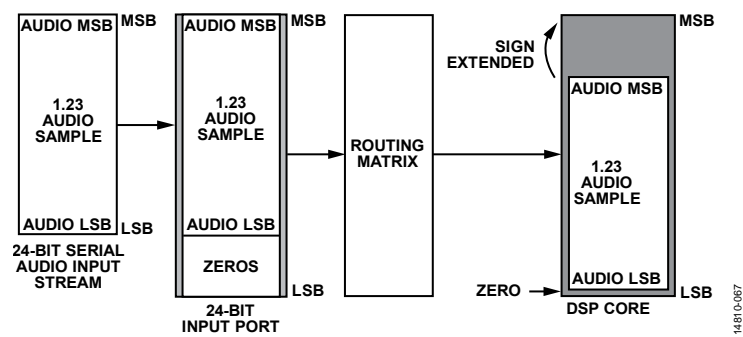 AUDIO MSB
MSB
1.23
AUDIO
SAMPLE
AUDIO LSB
LSB
24-BIT SERIAL
AUDIO INPUT
STREAM
AUDIO MSB
MSB
1.23
AUDIO
SAMPLE
AUDIO LSB
ZEROS
LSB
24-BIT
INPUT PORT
ROUTING
MATRIX
SIGN
EXTENDED
MSB
AUDIO MSB
1.23
AUDIO
SAMPLE
AUDIO LSB
ZERO
LSB
DSP CORE
14810-067